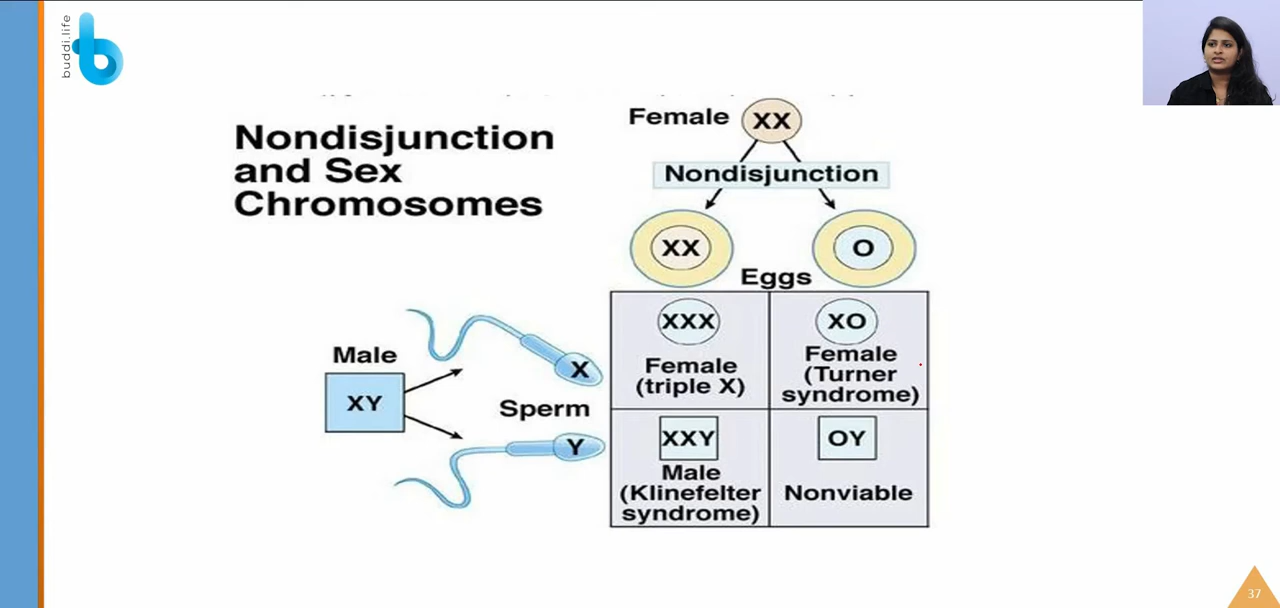 buddi.life
b
Nondisjunction
and Sex
Chromosomes
Female XX
Nondisjunction
XX
O
Eggs
Male
XY
Sperm
X
Y
XXX
Female
(triple X)
XO
Female
(Turner
syndrome)
XXY
Male
(Klinefelter
syndrome)
OY
Nonviable
37